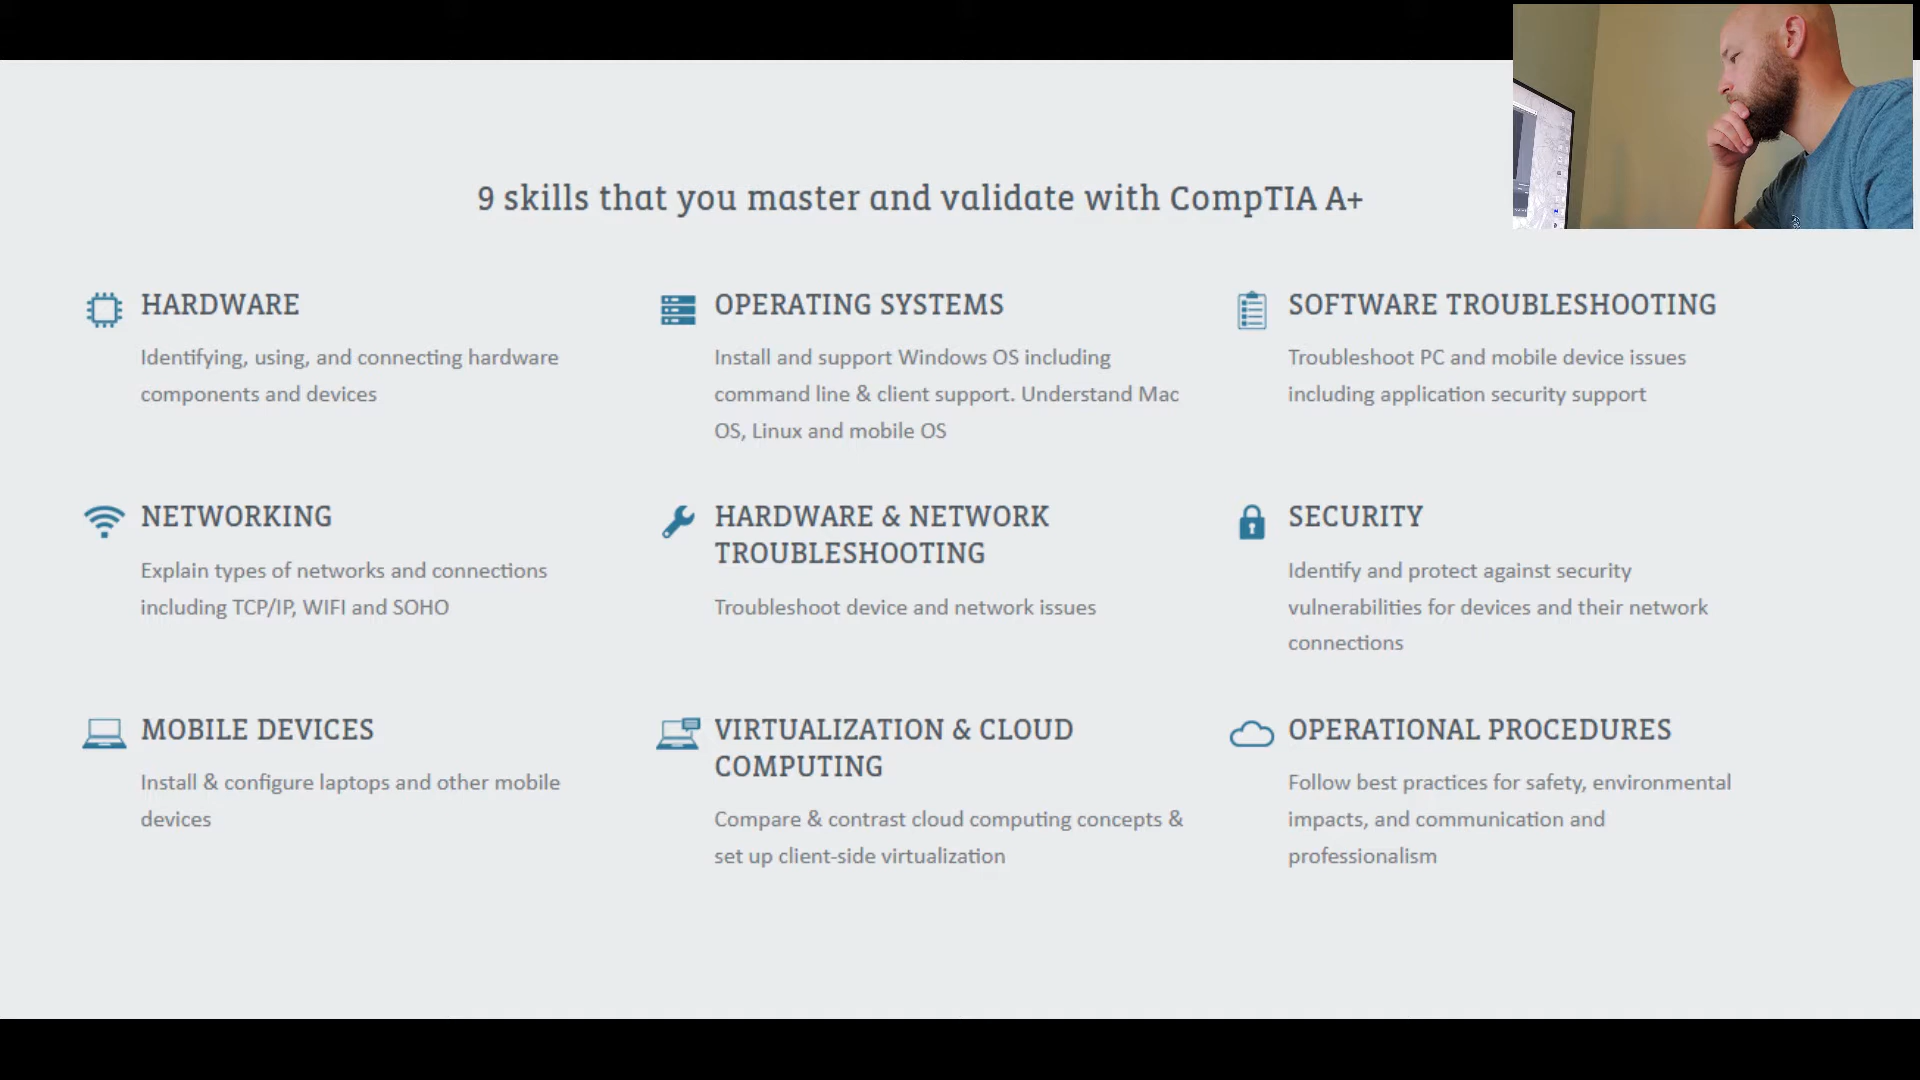 9 skills that you master and validate with CompTIA A+
HARDWARE
Identifying, using, and connecting hardware
components and devices
OPERATING SYSTEMS
Install and support Windows OS including
command line & client support. Understand Mac
OS, Linux and mobile OS
SOFTWARE TROUBLESHOOTING
Troubleshoot PC and mobile device issues
including application security support
NETWORKING
Explain types of networks and connections
including TCP/IP, WIFI and SOHO
HARDWARE & NETWORK
TROUBLESHOOTING
Troubleshoot device and network issues
SECURITY
Identify and protect against security
vulnerabilities for devices and their network
connections
MOBILE DEVICES
Install & configure laptops and other mobile
devices
VIRTUALIZATION & CLOUD
COMPUTING
Compare & contrast cloud computing concepts &
set up client-side virtualization
OPERATIONAL PROCEDURES
Follow best practices for safety, environmental
impacts, and communication and
professionalism